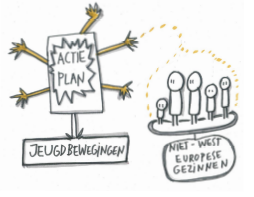 ACTIE
PLAN
JEUGDBEWEGINGEN
NIET-WEST
EUROPESE
GEZINNEN